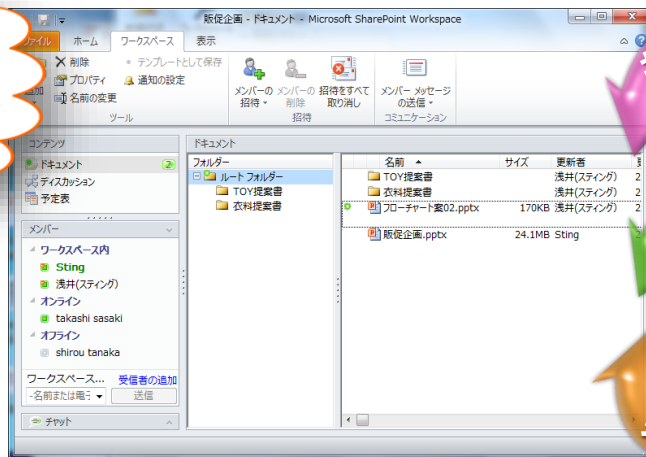 販促企画 - ドキュメント - Microsoft SharePoint Workspace
ファイル ホーム ワークスペース 表示
削除
プロパティ
名前の変更
テンプレートとして保存
通知の設定
ツール
メンバーの招待
メンバーの削除
招待をすべて取り消し
招待
メンバー メッセージの送信
コミュニケーション
コンテンツ
ドキュメント 2
ディスカッション
予定表
メンバー
ワークスペース内
Sting
浅井(スティング)
オンライン
takashi sasaki
オフライン
shirou tanaka
ワークスペース... 受信者の追加
送信
チャット
ドキュメント
フォルダー
ルート フォルダー
TOY提案書
衣料提案書
名前 サイズ 更新者
TOY提案書 浅井(スティング) 2
衣料提案書 浅井(スティング) 2
フローチャート案02.pptx 170KB 浅井(スティング) 2
販促企画.pptx 24.1MB Sting